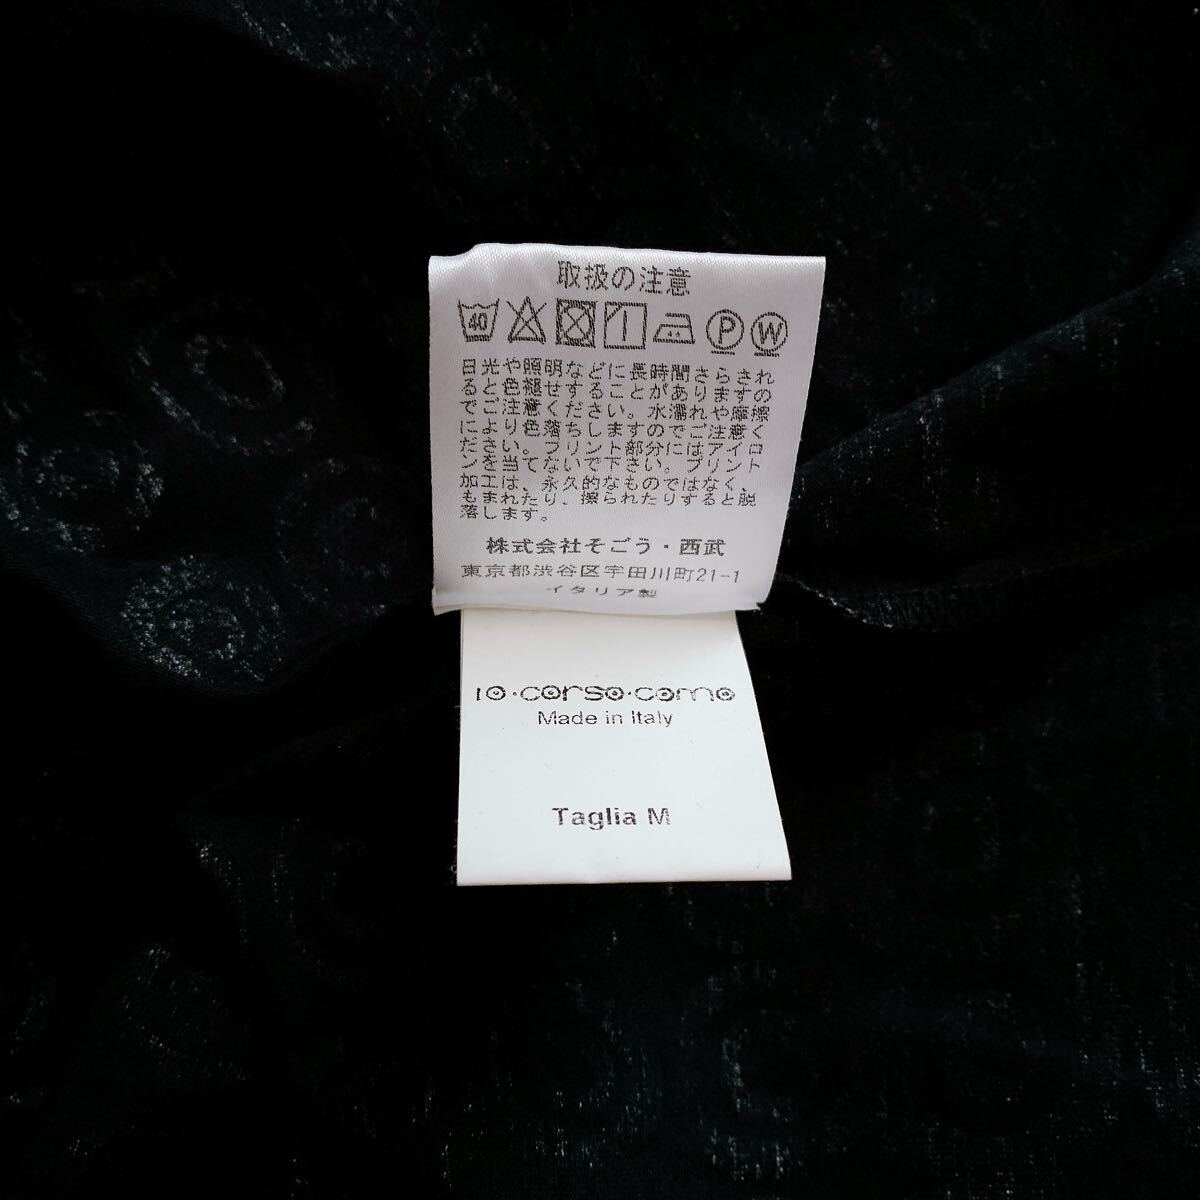 取扱の注意
40 P W
日光や照明などに長時間さらされ
ると色褪せすることがありますの
でご注意ください。水濡れや摩擦
により色落ちしますのでご注意く
ださい。プリント部分にはアイロ
ンを当てないで下さい。プリント
加工は、永久的なものではなく、
もまれたり、擦られたりすると脱
落します。
株式会社そごう・西武
東京都渋谷区宇田川町21-1
イタリア製
10·corso·como
Made in Italy
Taglia M